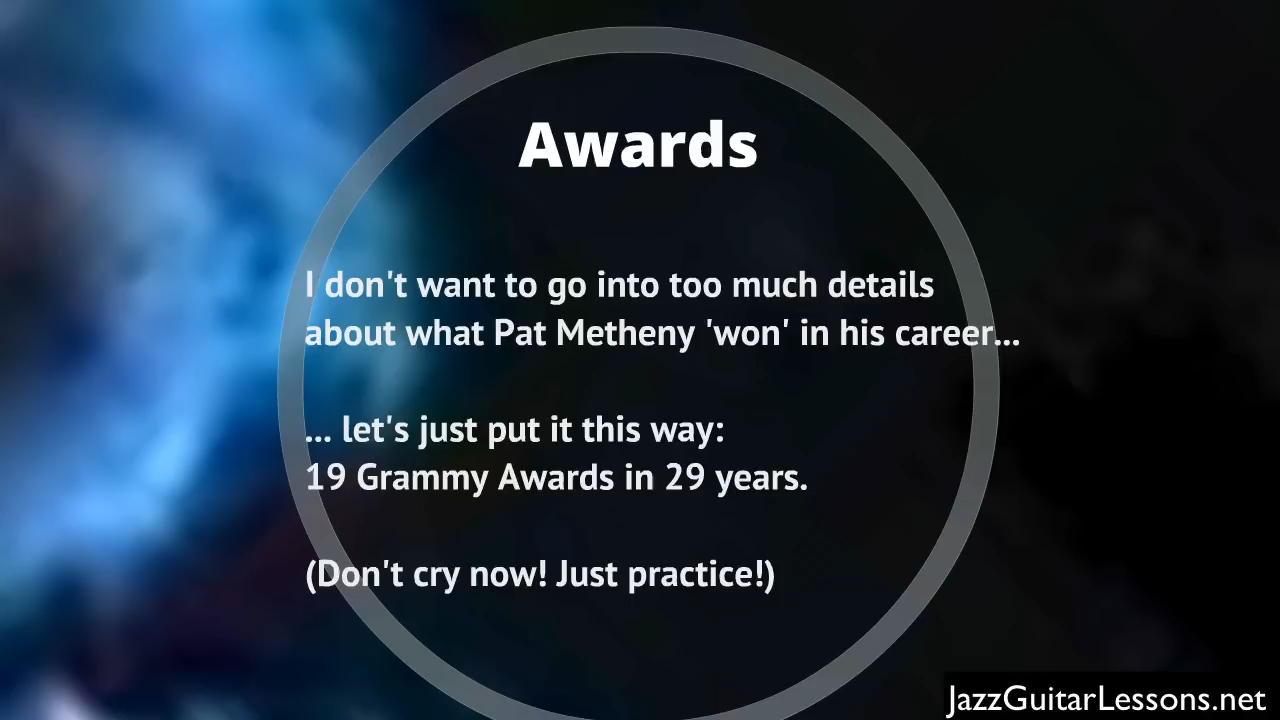 Awards
I don't want to go into too much details
about what Pat Metheny 'won' in his career...
... let's just put it this way:
19 Grammy Awards in 29 years.
(Don't cry now! Just practice!)
JazzGuitarLessons.net